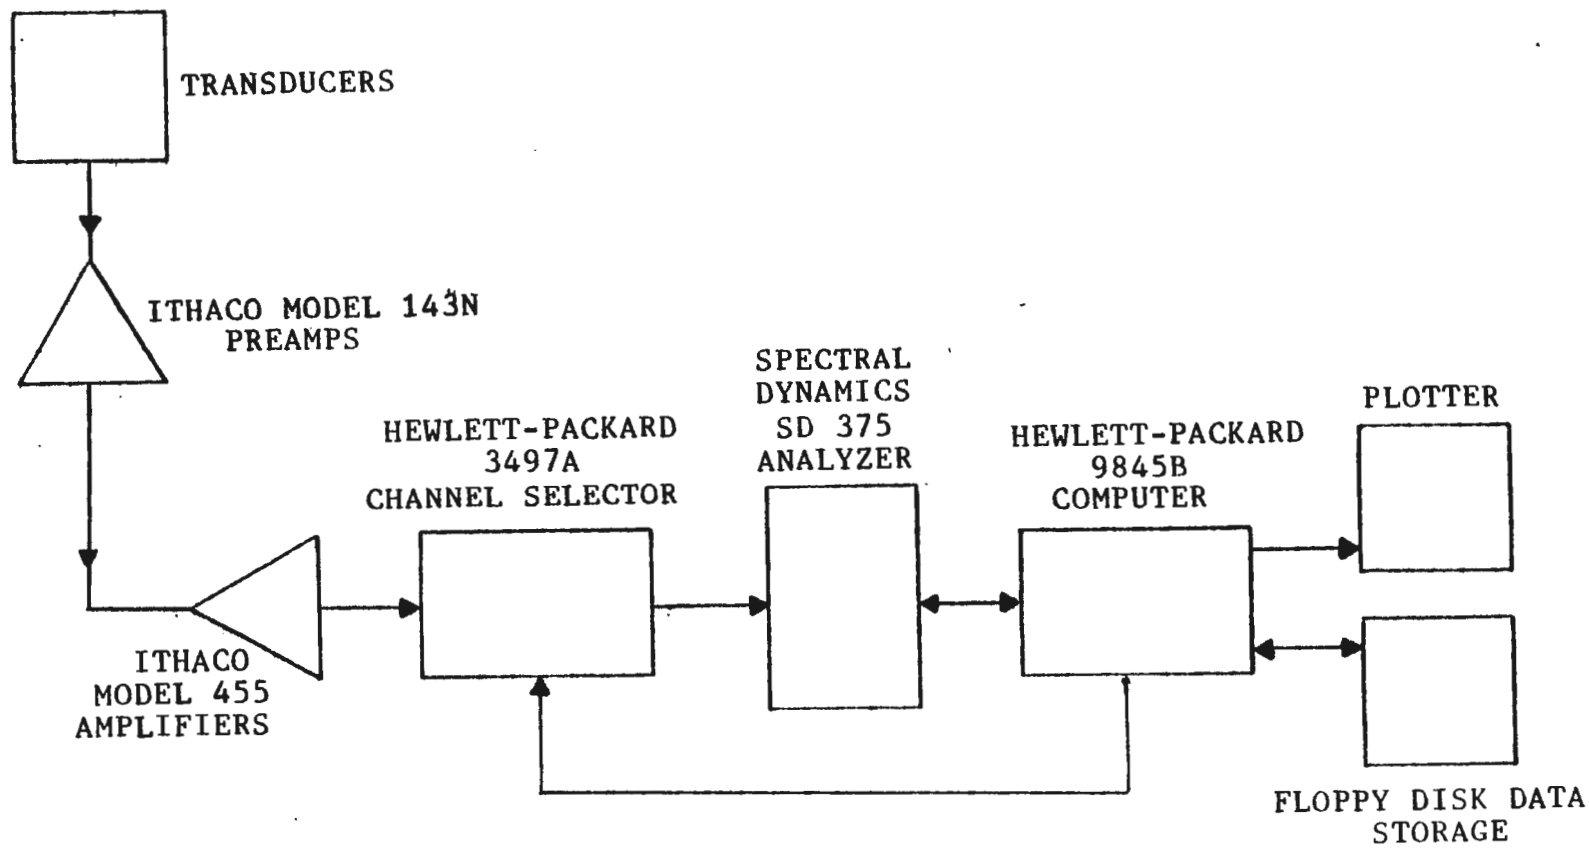 TRANSDUCERS
ITHACO MODEL 143N
PREAMPS
ITHACO
MODEL 455
AMPLIFIERS
HEWLETT-PACKARD
3497A
CHANNEL SELECTOR
SPECTRAL
DYNAMICS
SD 375
ANALYZER
HEWLETT-PACKARD
9845B
COMPUTER
PLOTTER
FLOPPY DISK DATA
STORAGE